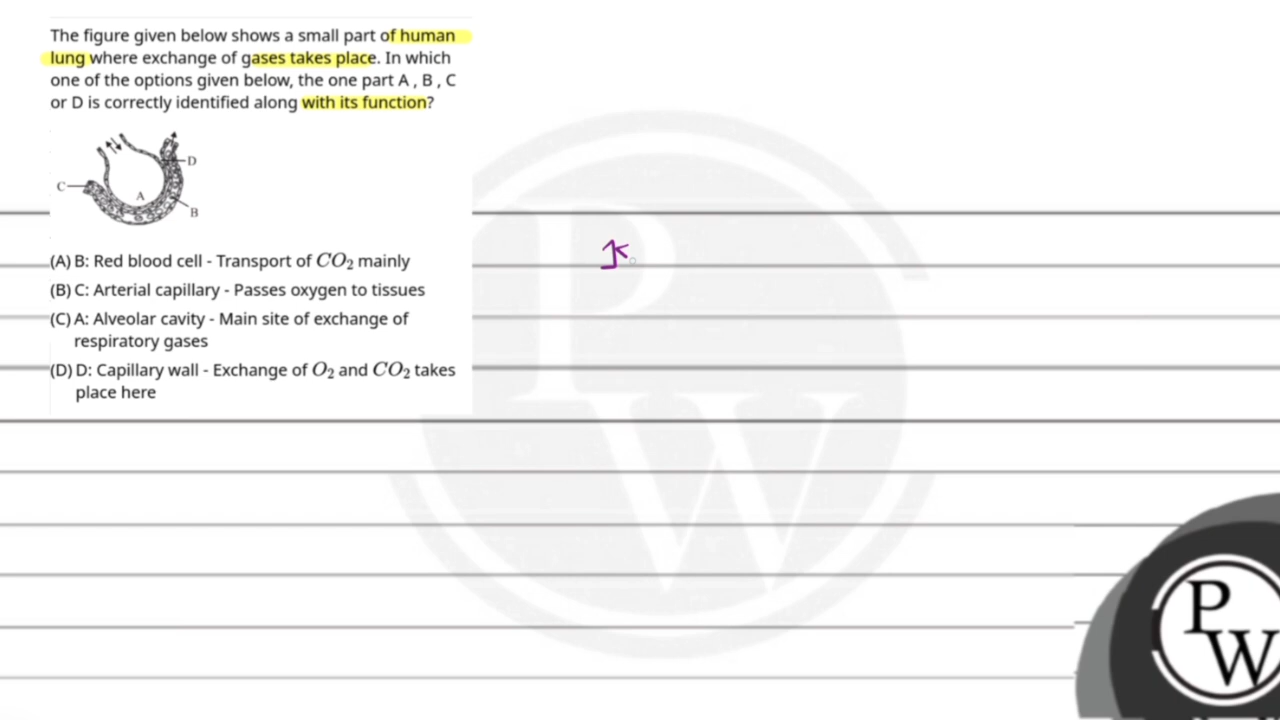 The figure given below shows a small part of human
lung where exchange of gases takes place. In which
one of the options given below, the one part A , B , C
or D is correctly identified along with its function?
D
C
A
B
(A) B: Red blood cell - Transport of CO₂ mainly
(B) C: Arterial capillary - Passes oxygen to tissues
(C) A: Alveolar cavity - Main site of exchange of
respiratory gases
(D) D: Capillary wall - Exchange of O₂ and CO₂ takes
place here
P
W
P
W